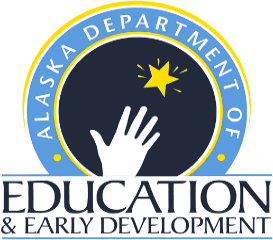 ALASKA DEPARTMENT OF
EDUCATION
& EARLY DEVELOPMENT